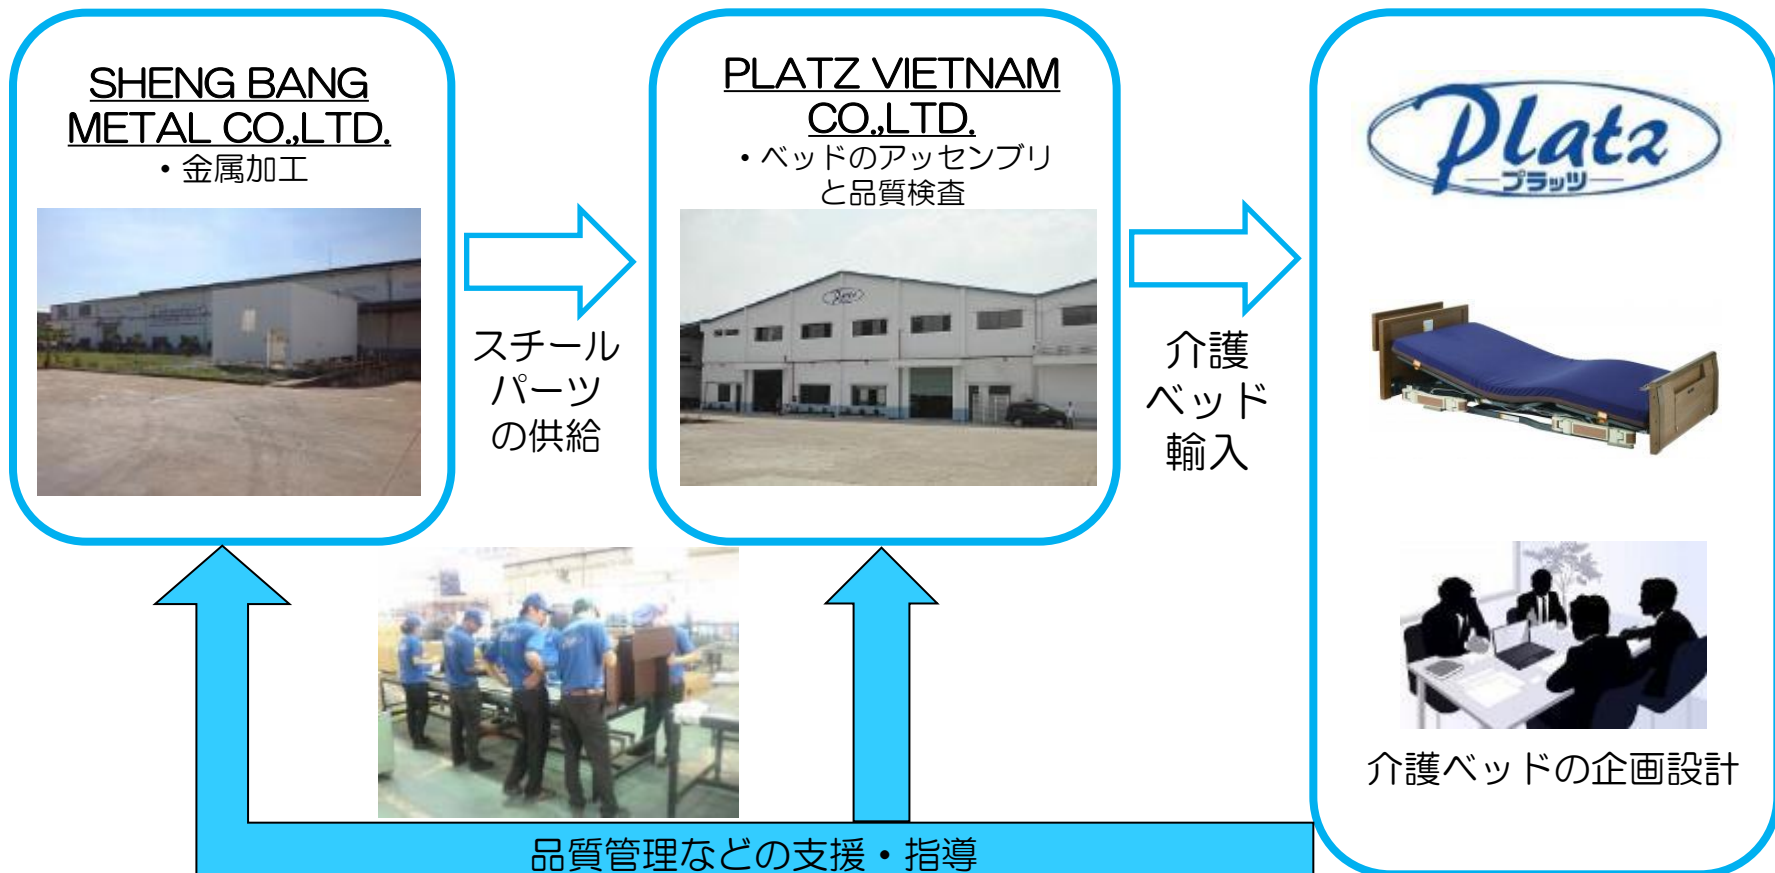 SHENG BANG
METAL CO.,LTD.
・金属加工
スチール
パーツ
の供給
PLATZ VIETNAM
CO.,LTD.
・ベッドのアッセンブリ
と品質検査
Platz
介護
ベッド
輸入
Platz
プラッツ
介護ベッドの企画設計
品質管理などの支援・指導